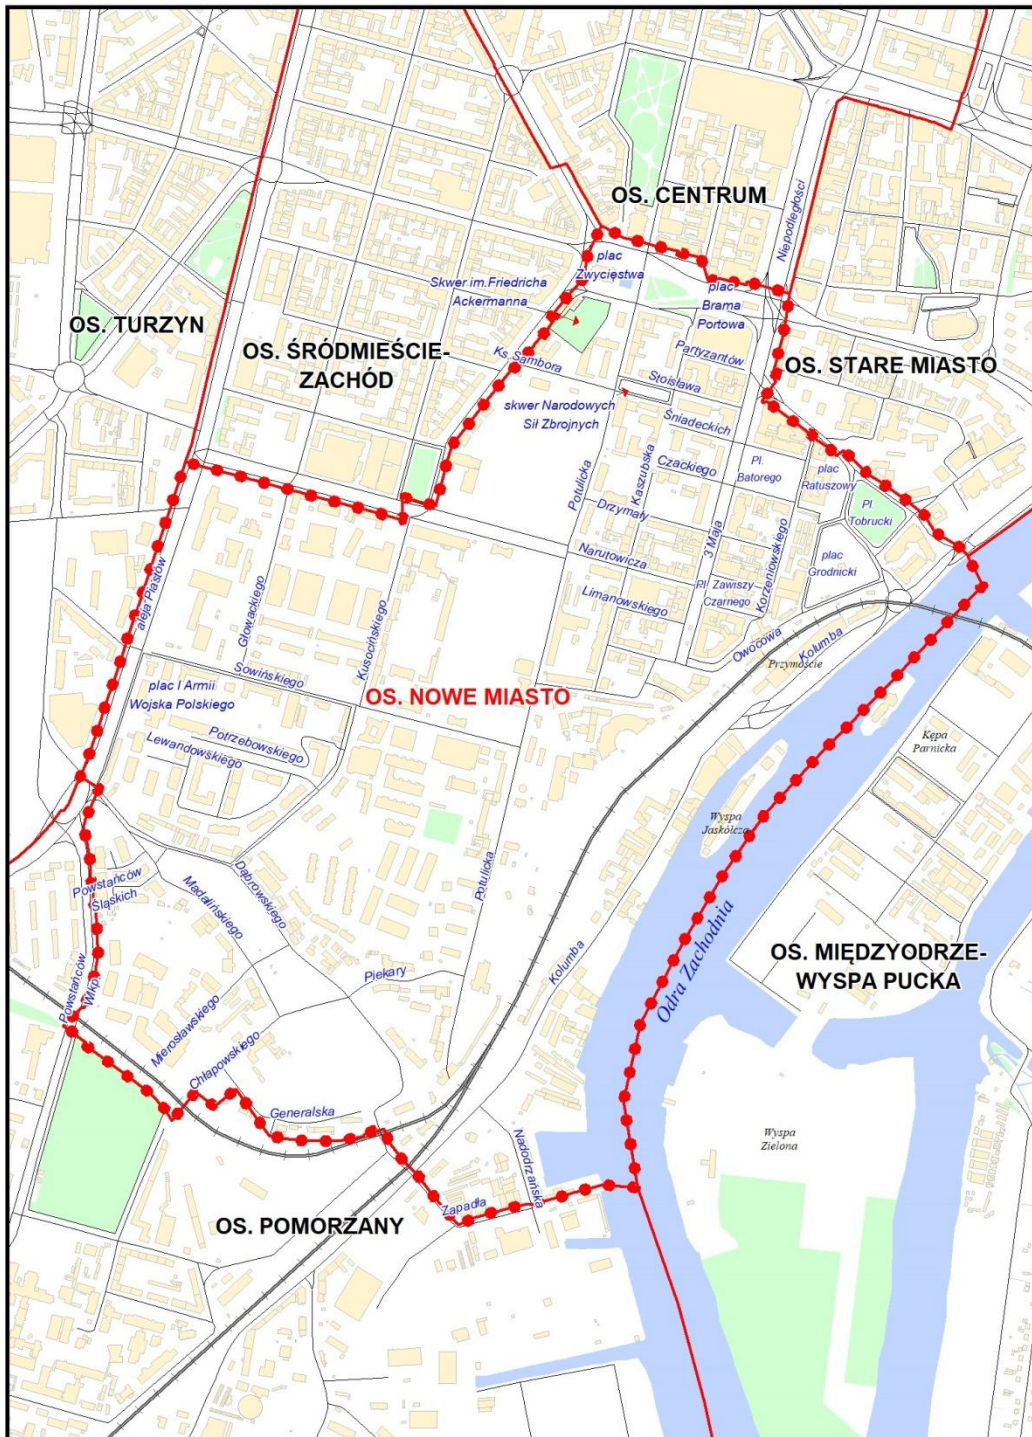 Niepodległości
OS. CENTRUM
plac
Zwycięstwa
Skwer im.Friedricha
Ackermanna
plac
Brama
Portowa
OS. TURZYN
OS. ŚRÓDMIEŚCIE-
ZACHÓD
Partyzantów
Ks. Sambora
OS. STARE MIASTO
Stoisława
skwer Narodowych
Sił Zbrojnych
Śniadeckich
Potulicka
Kaszubska
Czackiego
Pl.
Batorego
plac
Ratuszowy
Drzymały
Pl.
Tobrucki
3 Maja
Korzeniowskiego
Narutowicza
plac
Grodnicki
aleja Piastów
Głowackiego
Kusocińskiego
Limanowskiego
Pl. Zawiszy
Czarnego
Owocowa
Kolumba
Przymoście
Sowińskiego
plac I Armii
Wojska Polskiego
OS. NOWE MIASTO
Potrzebowskiego
Lewandowskiego
Kępa
Parnicka
Wyspa
Jaskółcza
Potulicka
Dąbrowskiego
Powstańców
Śląskich
Madalińskiego
Odra Zachodnia
OS. MIĘDZYODRZE-
WYSPA PUCKA
Kolumba
Piekary
Powstańców
Wlkp.
Mierosławskiego
Chłapowskiego
Generalska
Wyspa
Zielona
Nadodrzańska
Zapadła
OS. POMORZANY